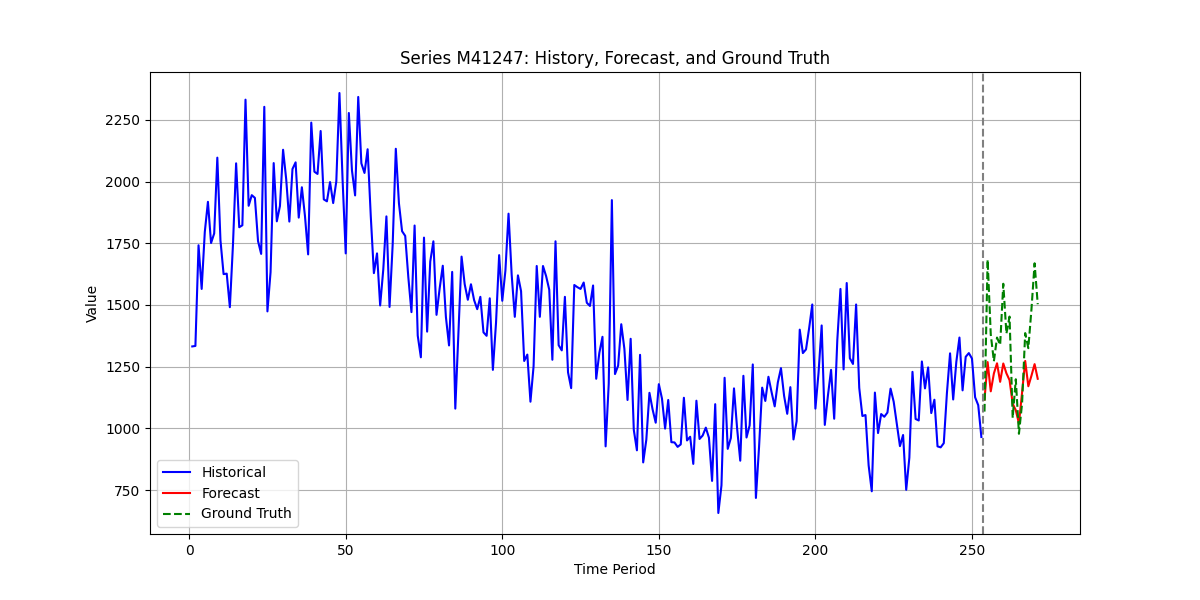 Series M41247: History, Forecast, and Ground Truth
2250
2000
1750
1500
1250
1000
750
Value
Historical
Forecast
Ground Truth
0 50 100 150 200 250
Time Period